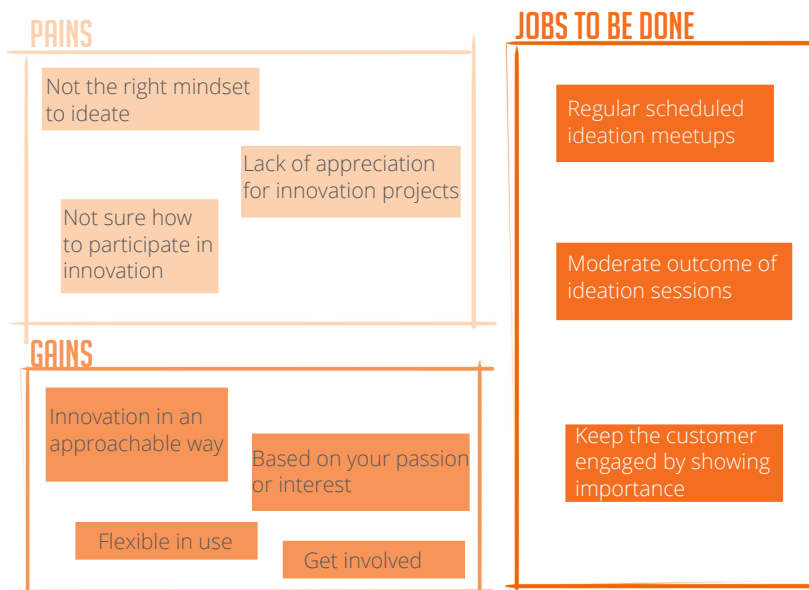 PAINS
Not the right mindset
to ideate
Lack of appreciation
for innovation projects
Not sure how
to participate in
innovation
GAINS
Innovation in an
approachable way
Based on your passion
or interest
Flexible in use
Get involved
JOBS TO BE DONE
Regular scheduled
ideation meetups
Moderate outcome of
ideation sessions
Keep the customer
engaged by showing
importance